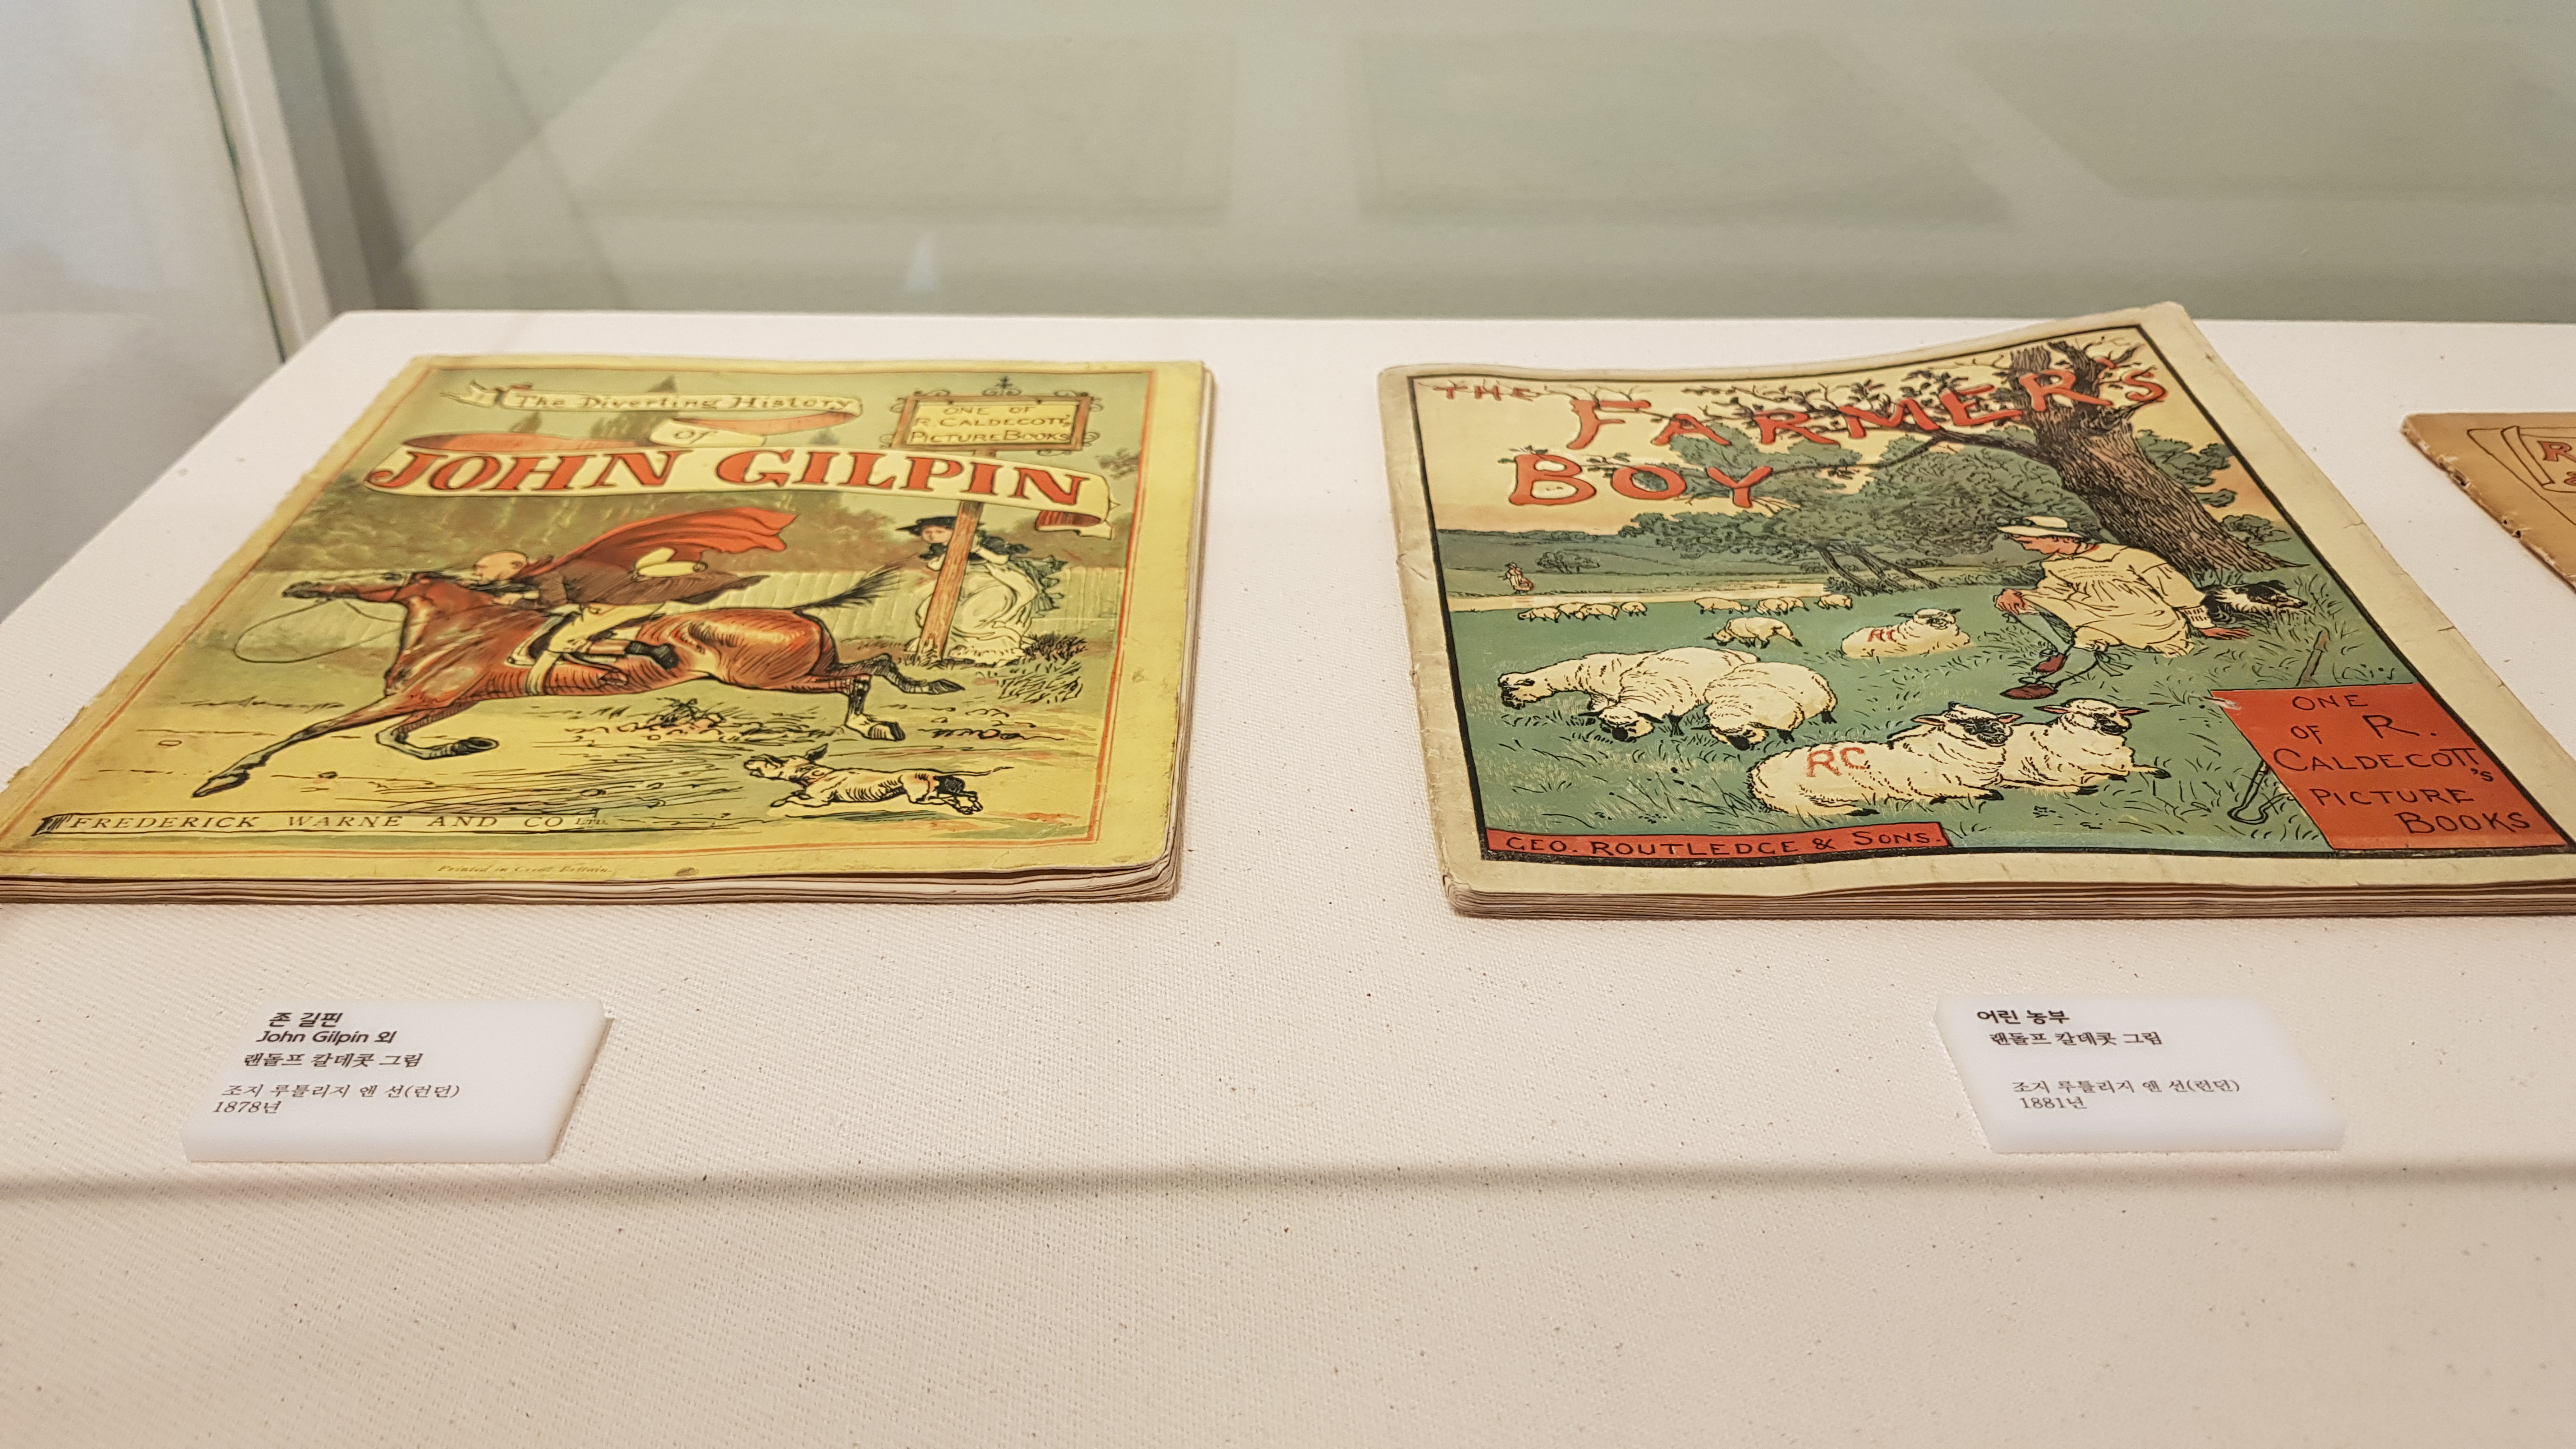 The Diverting History
of
JOHN GILPIN
ONE OF
R. CALDECOTT'S
PICTURE BOOKS
FREDERICK WARNE AND CO LTD.
Printed in Great Britain.
THE
FARMER'S
BOY
RC
RC
ONE
OF R.
CALDECOTT'S
PICTURE
BOOKS
GEO. ROUTLEDGE & SONS.
존 길핀
John Gilpin 외
랜돌프 칼데콧 그림
조지 루틀리지 앤 선(런던)
1878년
어린 농부
랜돌프 칼데콧 그림
조지 루틀리지 앤 선(런던)
1881년